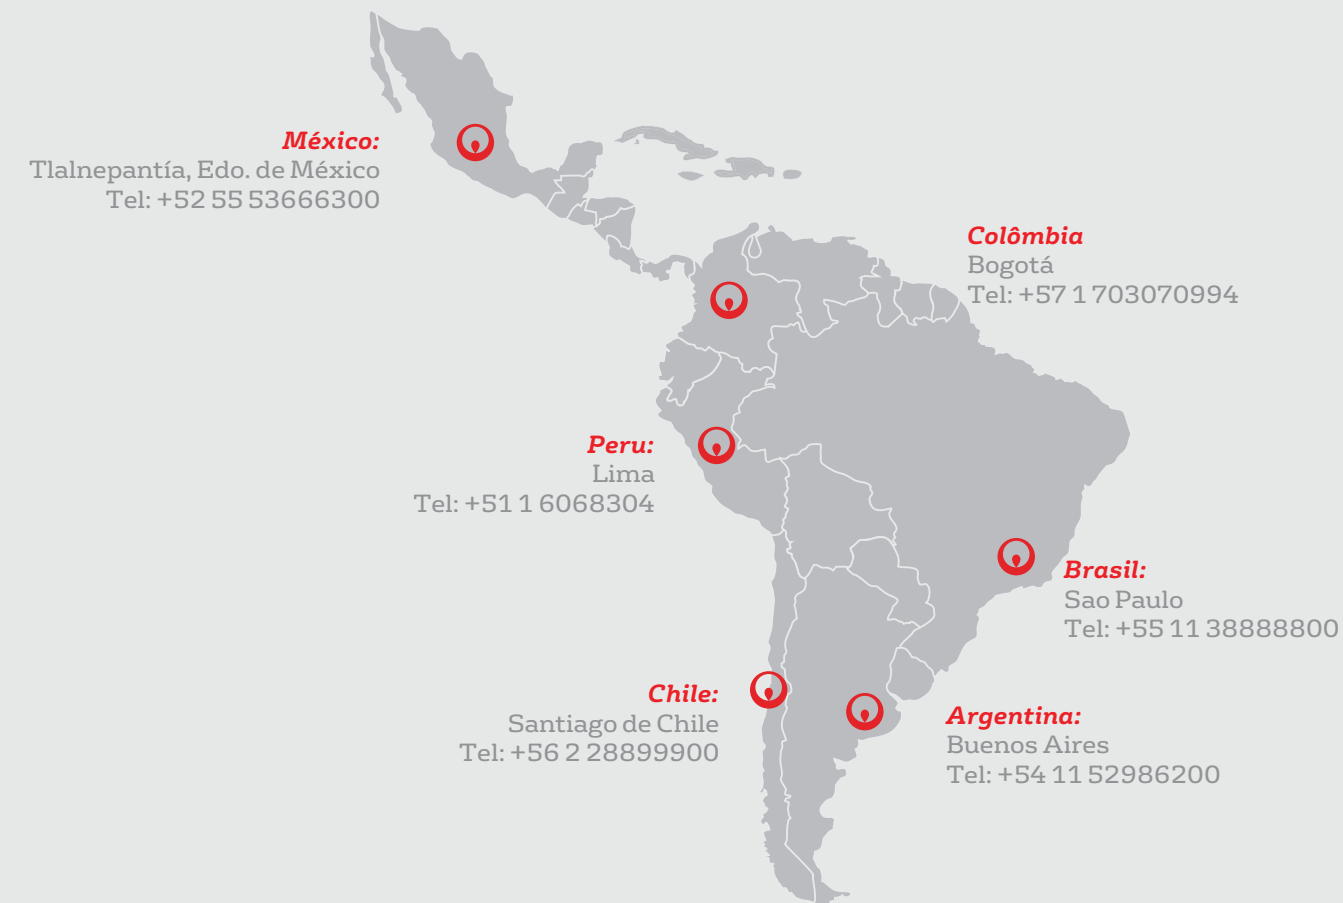 México:
Tlalnepantía, Edo. de México
Tel: +52 55 53666300
Colômbia
Bogotá
Tel: +57 1 703070994
Peru:
Lima
Tel: +51 1 6068304
Brasil:
Sao Paulo
Tel: +55 11 38888800
Chile:
Santiago de Chile
Tel: +56 2 28899900
Argentina:
Buenos Aires
Tel: +54 11 52986200